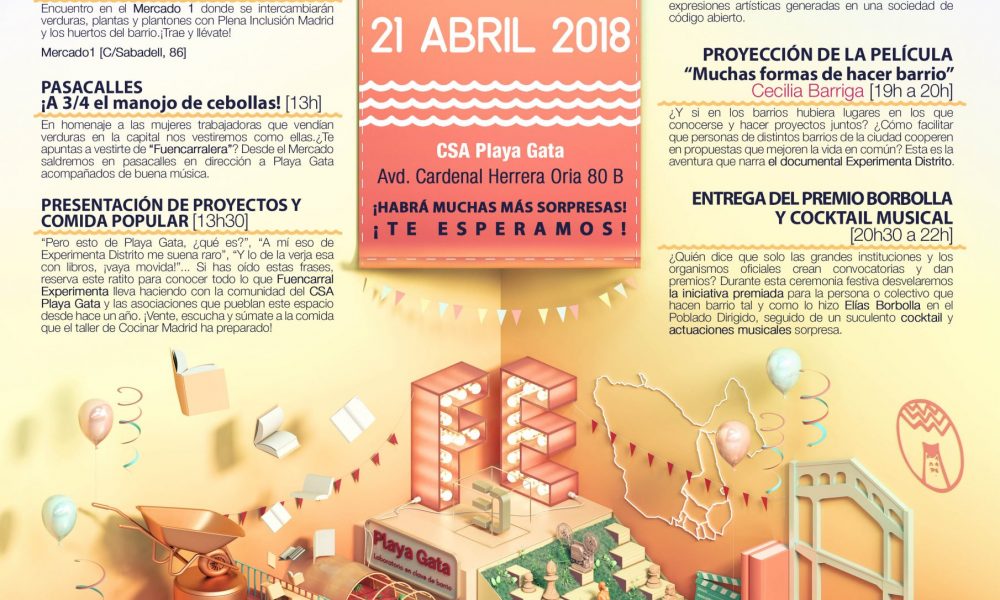 Encuentro en el Mercado 1 donde se intercambiarán
verduras, plantas y plantones con Plena Inclusión Madrid
y los huertos del barrio.¡Trae y llévate!
Mercado1 [C/Sabadell, 86]
PASACALLES
¡A 3/4 el manojo de cebollas! [13h]
En homenaje a las mujeres trabajadoras que vendían
verduras en la capital nos vestiremos como ellas.¿Te
apuntas a vestirte de “Fuencarralera”? Desde el Mercado
saldremos en pasacalles en dirección a Playa Gata
acompañados de buena música.
PRESENTACIÓN DE PROYECTOS Y
COMIDA POPULAR [13h30]
“Pero esto de Playa Gata, ¿qué es?”, “A mí eso de
Experimenta Distrito me suena raro”, “Y lo de la verja esa
con libros, ¡vaya movida!”... Si has oído estas frases,
reserva este ratito para conocer todo lo que Fuencarral
Experimenta lleva haciendo con la comunidad del CSA
Playa Gata y las asociaciones que pueblan este espacio
desde hace un año. ¡Vente, escucha y súmate a la comida
que el taller de Cocinar Madrid ha preparado!
21 ABRIL 2018
CSA Playa Gata
Avd. Cardenal Herrera Oria 80 B
¡HABRÁ MUCHAS MÁS SORPRESAS!
¡TE ESPERAMOS!
expresiones artísticas generadas en una sociedad de
código abierto.
PROYECCIÓN DE LA PELÍCULA
“Muchas formas de hacer barrio”
Cecilia Barriga [19h a 20h]
¿Y si en los barrios hubiera lugares en los que
conocerse y hacer proyectos juntos? ¿Cómo facilitar
que personas de distintos barrios de la ciudad cooperen
en propuestas que mejoren la vida en común? Esta es la
aventura que narra el documental Experimenta Distrito.
ENTREGA DEL PREMIO BORBOLLA
Y COCKTAIL MUSICAL
[20h30 a 22h]
¿Quién dice que solo las grandes instituciones y los
organismos oficiales crean convocatorias y dan
premios? Durante esta ceremonia festiva desvelaremos
la iniciativa premiada para la persona o colectivo que
hacen barrio tal y como lo hizo Elías Borbolla en el
Poblado Dirigido, seguido de un suculento cocktail y
actuaciones musicales sorpresa.
FE
Playa Gata
Laboratorio en clave de barrio